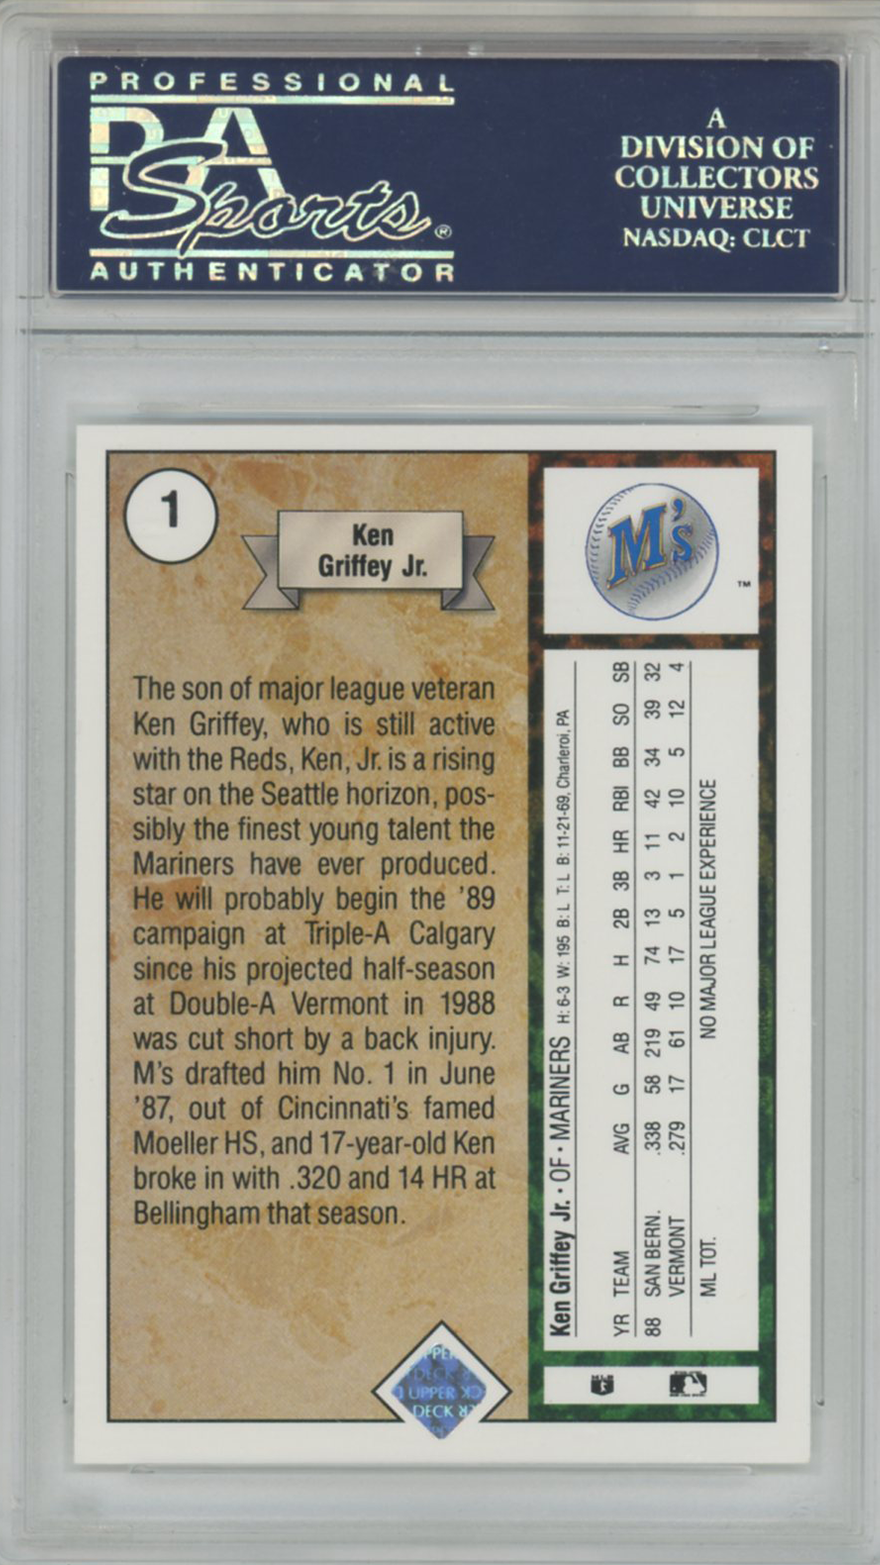 PROFESSIONAL
PSA
Sports ®
AUTHENTICATOR
A
DIVISION OF
COLLECTORS
UNIVERSE
NASDAQ: CLCT
1
Ken
Griffey Jr.
The son of major league veteran
Ken Griffey, who is still active
with the Reds, Ken, Jr. is a rising
star on the Seattle horizon, pos-
sibly the finest young talent the
Mariners have ever produced.
He will probably begin the '89
campaign at Triple-A Calgary
since his projected half-season
at Double-A Vermont in 1988
was cut short by a back injury.
M's drafted him No. 1 in June
'87, out of Cincinnati's famed
Moeller HS, and 17-year-old Ken
broke in with .320 and 14 HR at
Bellingham that season.
UPPER
DECK
UPPER
DECK
M's
™
Ken Griffey Jr. • OF • MARINERS H: 6-3 W: 195 B: L T: L B: 11-21-69, Charleroi, PA
YR TEAM AVG G AB R H 2B 3B HR RBI BB SO SB
88 SAN BERN. .338 58 219 49 74 13 3 11 42 34 39 32
VERMONT .279 17 61 10 17 5 1 2 10 5 12 4
ML TOT. NO MAJOR LEAGUE EXPERIENCE